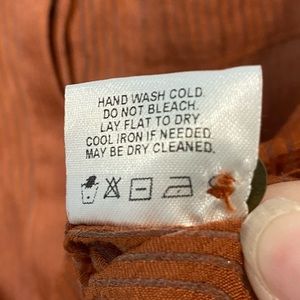 HAND WASH COLD.
DO NOT BLEACH.
LAY FLAT TO DRY.
COOL IRON IF NEEDED.
MAY BE DRY CLEANED.